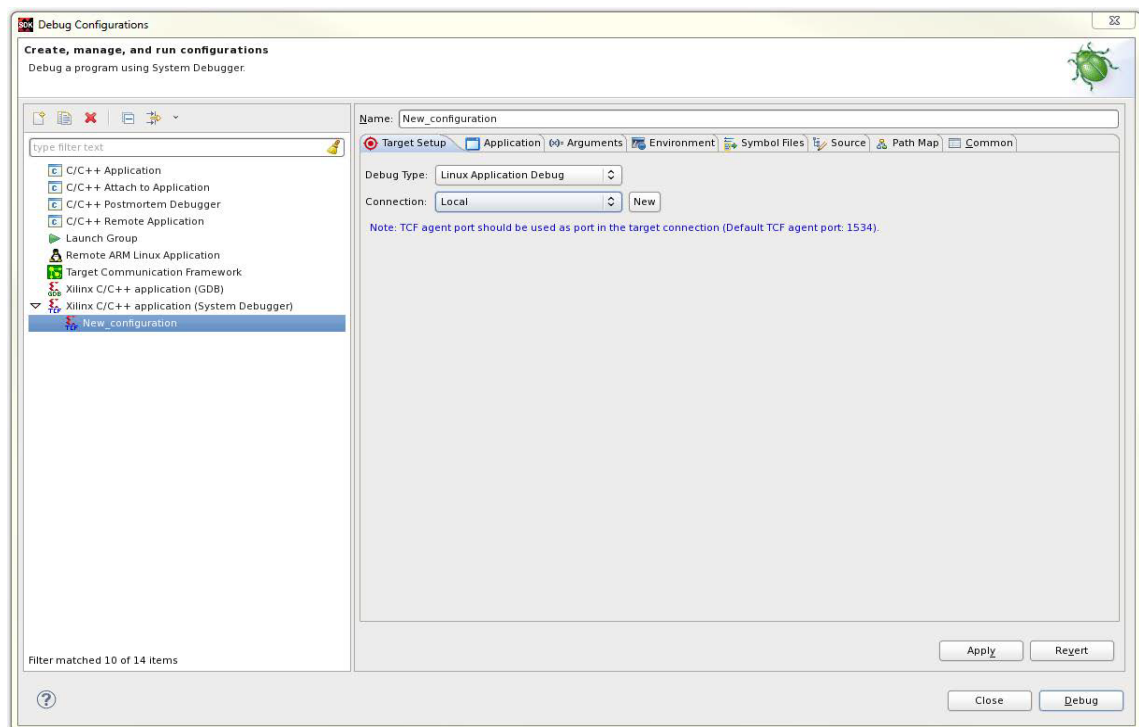 SDK Debug Configurations
Create, manage, and run configurations
Debug a program using System Debugger.
type filter text
C/C++ Application
C/C++ Attach to Application
C/C++ Postmortem Debugger
C/C++ Remote Application
Launch Group
Remote ARM Linux Application
Target Communication Framework
Xilinx C/C++ application (GDB)
Xilinx C/C++ application (System Debugger)
New_configuration
Filter matched 10 of 14 items
Name: New_configuration
Target Setup Application (x)= Arguments Environment Symbol Files Source Path Map Common
Debug Type: Linux Application Debug
Connection: Local New
Note: TCF agent port should be used as port in the target connection (Default TCF agent port: 1534).
Apply Revert
? Close Debug